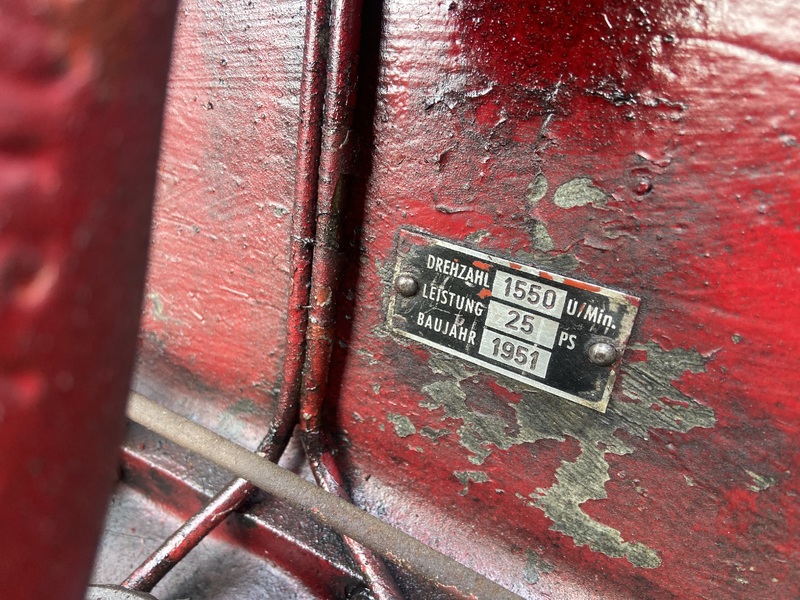 DREHZAHL 1550 U/Min.
LEISTUNG 25 PS
BAUJAHR 1951